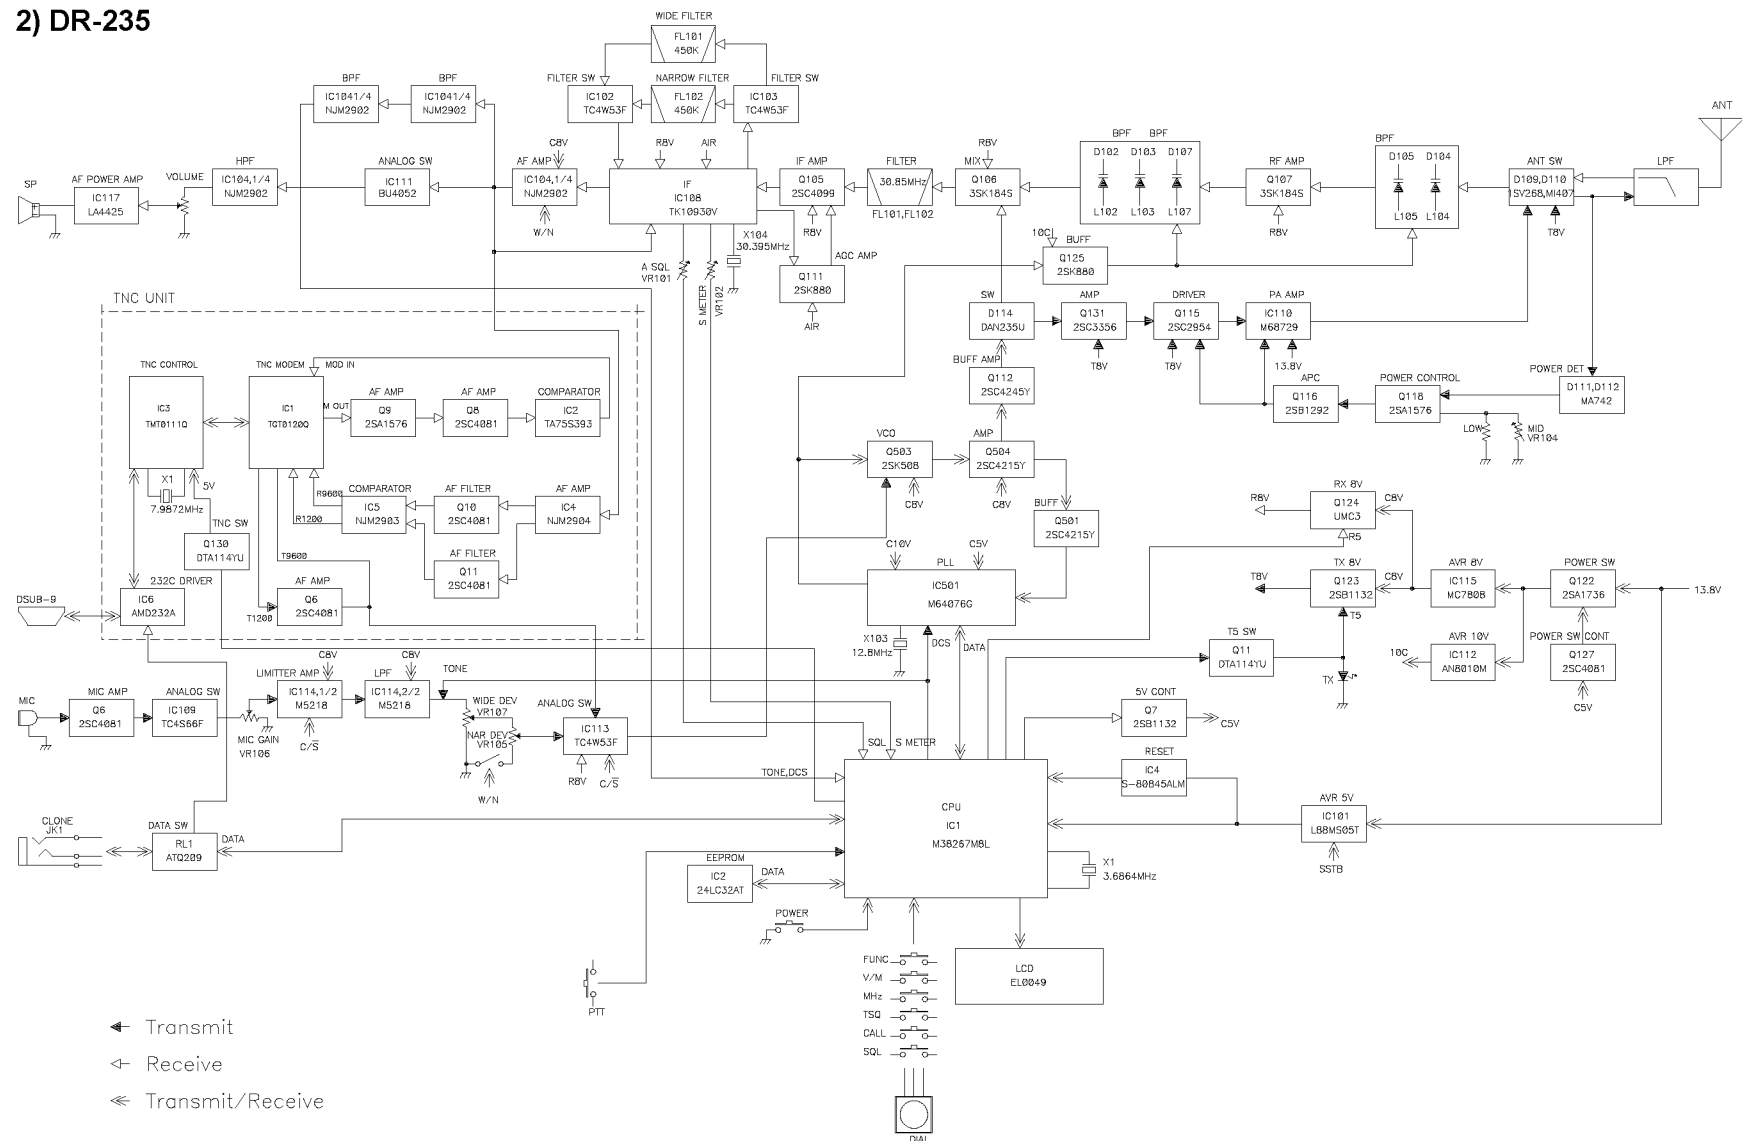 2) DR-235
WIDE FILTER
FL101
450K
BPF
IC1041/4
NJM2902
BPF
IC1041/4
NJM2902
FILTER SW
IC102
TC4W53F
NARROW FILTER
FL102
450K
FILTER SW
IC103
TC4W53F
ANT
SP
AF POWER AMP
IC117
LA4425
VOLUME
HPF
IC104,1/4
NJM2902
ANALOG SW
IC111
BU4052
AF AMP
C8V
IC104,1/4
NJM2902
W/N
R8V
AIR
IF
IC108
TK10930V
IF AMP
Q105
2SC4099
R8V
FILTER
30.85MHz
FL101,FL102
R8V
MIX
Q106
3SK184S
BPF
BPF
D102
D103
D107
L102
L103
L107
RF AMP
Q107
3SK184S
R8V
BPF
D105
D104
L105
L104
ANT SW
D109,D110
1SV268,MI407
T8V
LPF
X104
30.395MHz
A SQL
VR101
S METER
VR102
AGC AMP
Q111
2SK880
AIR
10C
BUFF
Q125
2SK880
TNC UNIT
SW
D114
DAN235U
AMP
Q131
2SC3356
T8V
DRIVER
Q115
2SC2954
T8V
PA AMP
IC110
M68729
13.8V
BUFF AMP
Q112
2SC4245Y
APC
Q116
2SB1292
POWER CONTROL
Q118
2SA1576
POWER DET
D111,D112
MA742
LOW
MID
VR104
TNC CONTROL
IC3
TMT0111Q
TNC MODEM
MOD IN
IC1
TGT0120Q
M OUT
AF AMP
Q9
2SA1576
AF AMP
Q8
2SC4081
COMPARATOR
IC2
TA75S393
VCO
Q503
2SK508
C8V
AMP
Q504
2SC4215Y
C8V
BUFF
Q501
2SC4215Y
X1
7.9872MHz
5V
R9600
R1200
COMPARATOR
IC5
NJM2903
AF FILTER
Q10
2SC4081
AF AMP
IC4
NJM2904
AF FILTER
Q11
2SC4081
TNC SW
Q130
DTA114YU
T9600
T1200
AF AMP
Q6
2SC4081
232C DRIVER
IC6
AMD232A
DSUB-9
C10V
C5V
PLL
IC501
M64076G
X103
12.8MHz
DCS
DATA
RX 8V
Q124
UMC3
R8V
C8V
R5
TX 8V
Q123
2SB1132
T8V
C8V
T5
AVR 8V
IC115
MC7808
POWER SW
Q122
2SA1736
13.8V
T5 SW
Q11
DTA114YU
TX
AVR 10V
10C
IC112
AN8010M
POWER SW CONT
Q127
2SC4081
C5V
MIC
MIC AMP
Q6
2SC4081
ANALOG SW
IC109
TC4S66F
MIC GAIN
VR106
LIMITTER AMP
C8V
IC114,1/2
M5218
C/S
LPF
C8V
IC114,2/2
M5218
TONE
WIDE DEV
VR107
NAR DEV
VR105
W/N
ANALOG SW
IC113
TC4W53F
R8V
C/S
5V CONT
Q7
2SB1132
C5V
SQL
S METER
TONE,DCS
RESET
IC4
S-80845ALM
CPU
IC1
M38267M8L
AVR 5V
IC101
L88MS05T
SSTB
X1
3.6864MHz
CLONE
JK1
DATA SW
RL1
ATQ209
DATA
EEPROM
IC2
24LC32AT
DATA
POWER
PTT
FUNC
V/M
MHz
TSQ
CALL
SQL
LCD
EL0049
DIAL
Transmit
Receive
Transmit/Receive